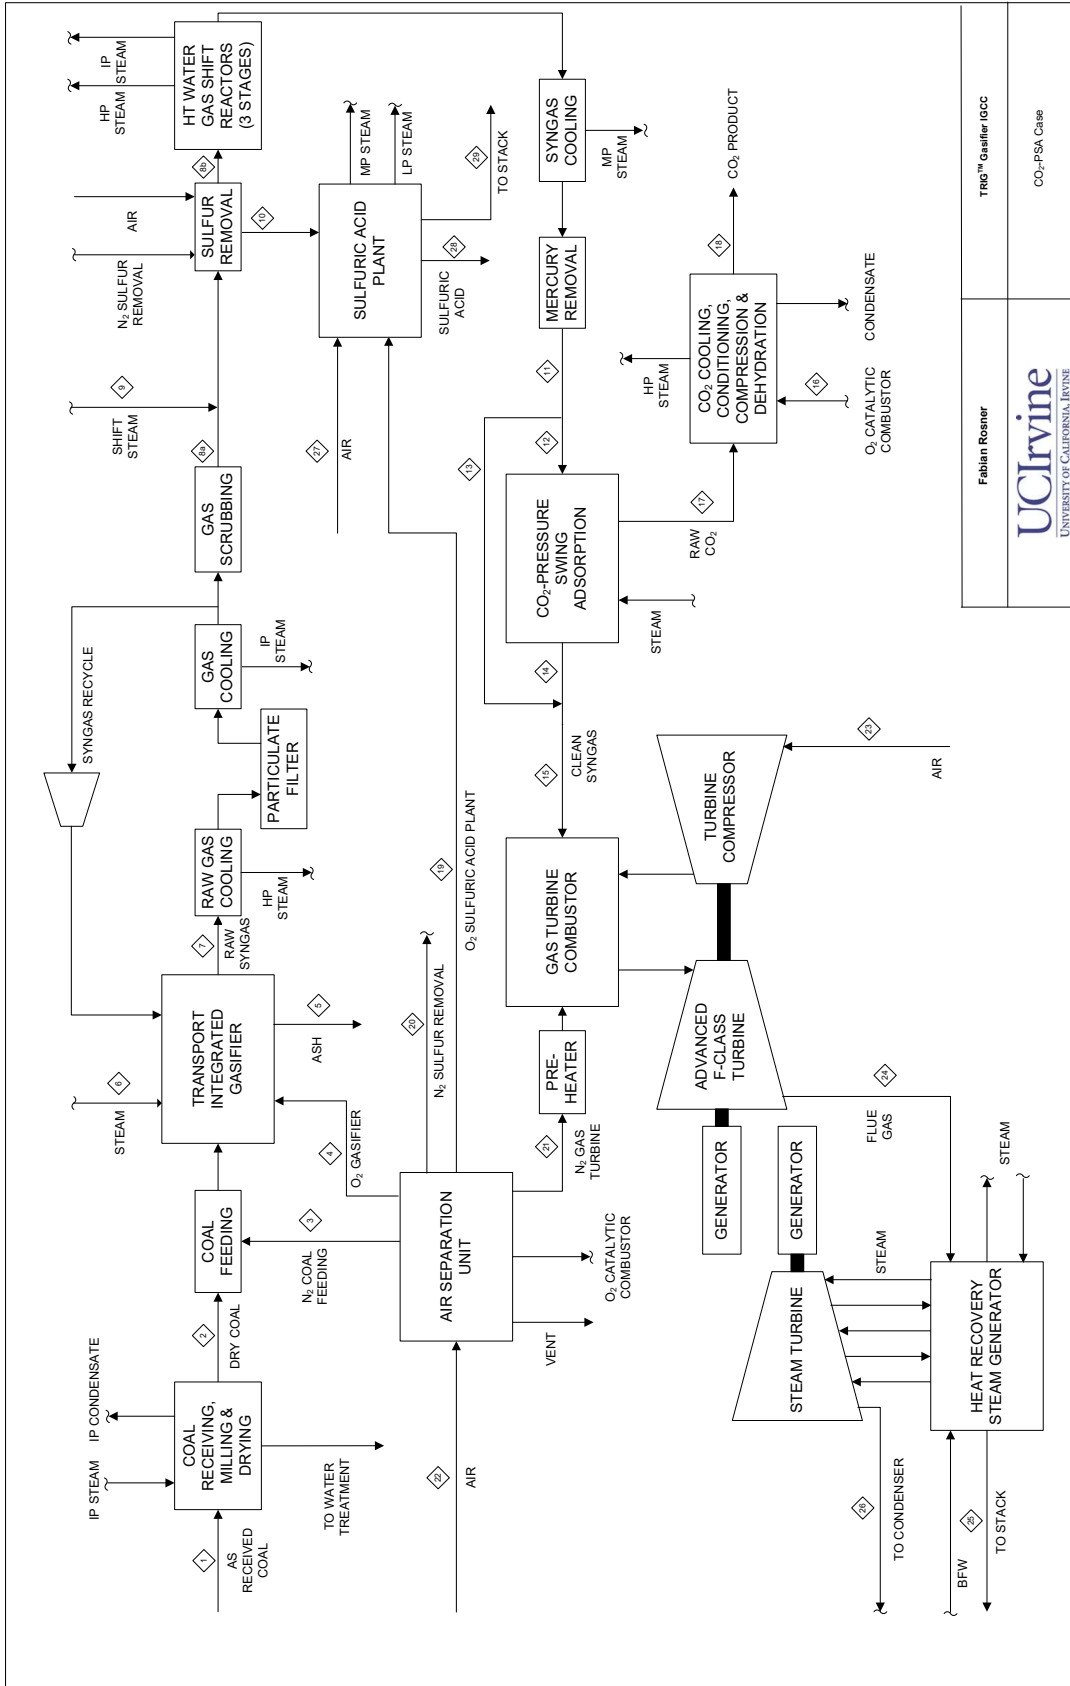 1
AS
RECEIVED
COAL
IP STEAM
IP CONDENSATE
COAL
RECEIVING,
MILLING &
DRYING
TO WATER
TREATMENT
2
DRY COAL
COAL
FEEDING
3
N₂ COAL
FEEDING
4
O₂ GASIFIER
6
STEAM
TRANSPORT
INTEGRATED
GASIFIER
5
ASH
7
RAW
SYNGAS
RAW GAS
COOLING
HP
STEAM
PARTICULATE
FILTER
GAS
COOLING
IP
STEAM
SYNGAS RECYCLE
GAS
SCRUBBING
8a
9
SHIFT
STEAM
N₂ SULFUR
REMOVAL
AIR
SULFUR
REMOVAL
8b
10
HT WATER
GAS SHIFT
REACTORS
(3 STAGES)
HP
STEAM
IP
STEAM
27
AIR
SULFURIC ACID
PLANT
MP STEAM
LP STEAM
28
SULFURIC
ACID
29
TO STACK
22
AIR
AIR SEPARATION
UNIT
VENT
O₂ CATALYTIC
COMBUSTOR
20
N₂ SULFUR REMOVAL
19
O₂ SULFURIC ACID PLANT
21
N₂ GAS
TURBINE
PRE-
HEATER
GAS TURBINE
COMBUSTOR
15
CLEAN
SYNGAS
14
CO₂-PRESSURE
SWING
ADSORPTION
STEAM
13
12
11
MERCURY
REMOVAL
SYNGAS
COOLING
MP
STEAM
17
RAW
CO₂
CO₂ COOLING,
CONDITIONING,
COMPRESSION &
DEHYDRATION
HP
STEAM
16
O₂ CATALYTIC
COMBUSTOR
CONDENSATE
18
CO₂ PRODUCT
GENERATOR
ADVANCED
F-CLASS
TURBINE
TURBINE
COMPRESSOR
23
AIR
24
FLUE
GAS
STEAM TURBINE
GENERATOR
STEAM
26
TO CONDENSER
HEAT RECOVERY
STEAM GENERATOR
STEAM
BFW
25
TO STACK
Fabian Rosner
TRIG™ Gasifier IGCC
UCIrvine
UNIVERSITY OF CALIFORNIA, IRVINE
CO₂-PSA Case